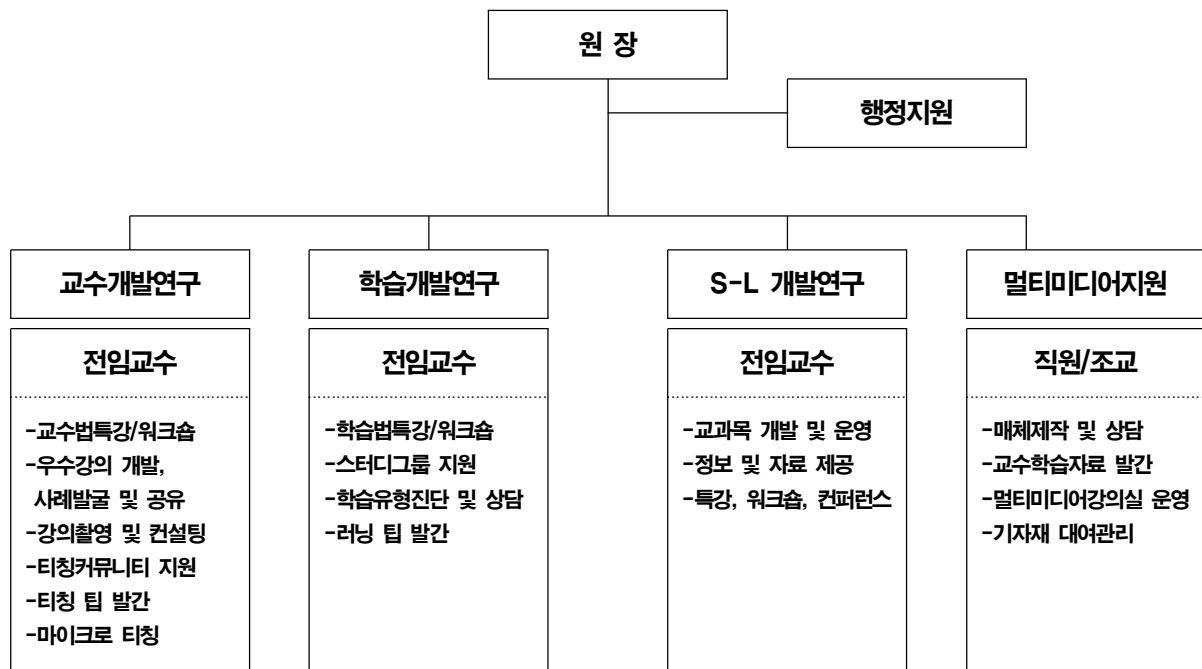 원 장
행정지원
교수개발연구
전임교수
-교수법특강/워크숍
-우수강의 개발,
사례발굴 및 공유
-강의촬영 및 컨설팅
-티칭커뮤니티 지원
-티칭 팁 발간
-마이크로 티칭
학습개발연구
전임교수
-학습법특강/워크숍
-스터디그룹 지원
-학습유형진단 및 상담
-러닝 팁 발간
S-L 개발연구
전임교수
-교과목 개발 및 운영
-정보 및 자료 제공
-특강, 워크숍, 컨퍼런스
멀티미디어지원
직원/조교
-매체제작 및 상담
-교수학습자료 발간
-멀티미디어강의실 운영
-기자재 대여관리